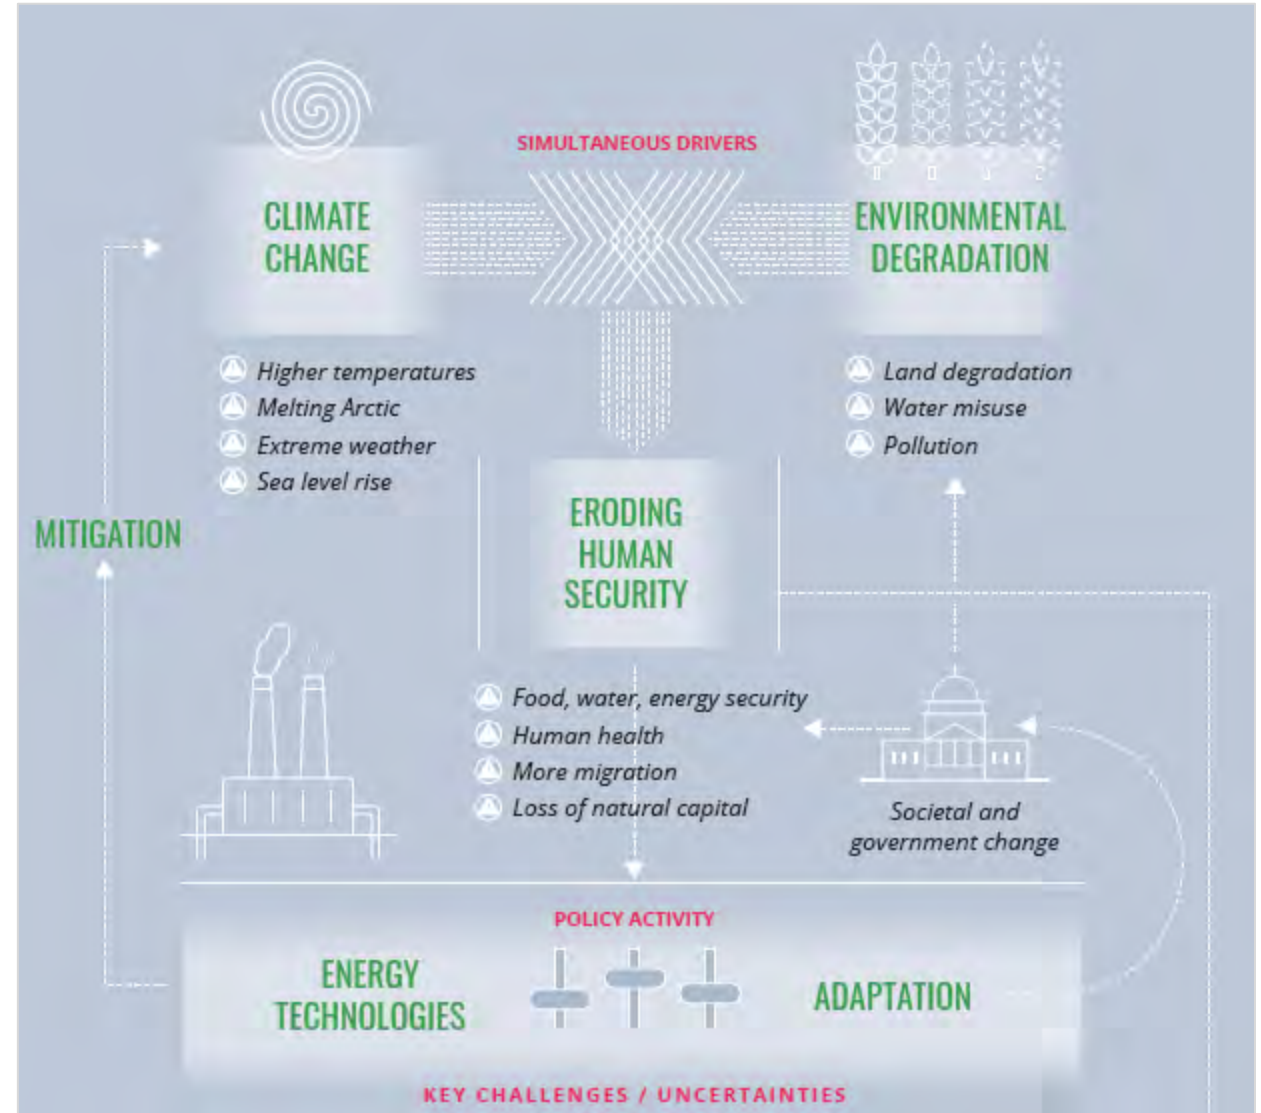 SIMULTANEOUS DRIVERS
CLIMATE
CHANGE
ENVIRONMENTAL
DEGRADATION
Higher temperatures
Melting Arctic
Extreme weather
Sea level rise
Land degradation
Water misuse
Pollution
ERODING
HUMAN
SECURITY
MITIGATION
Food, water, energy security
Human health
More migration
Loss of natural capital
Societal and
government change
POLICY ACTIVITY
ENERGY
TECHNOLOGIES
ADAPTATION
KEY CHALLENGES / UNCERTAINTIES